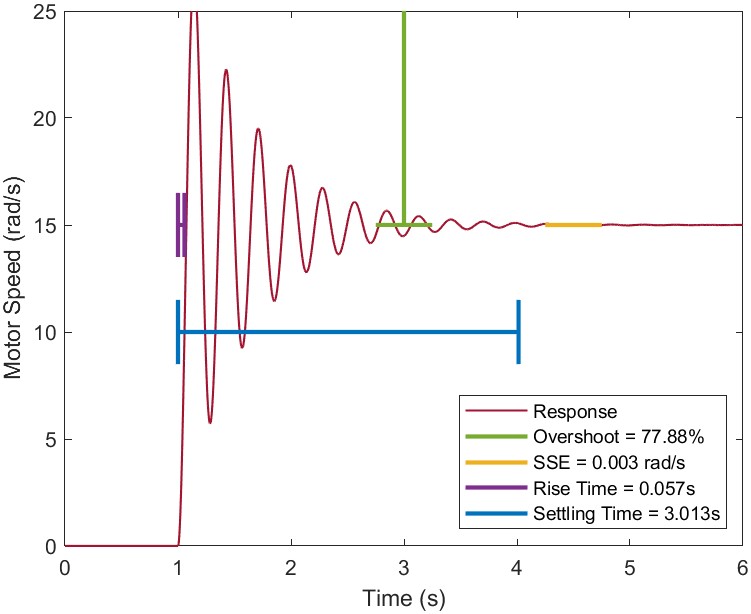 25
20
15
10
5
0
Motor Speed (rad/s)
0 1 2 3 4 5 6
Time (s)
Response
Overshoot = 77.88%
SSE = 0.003 rad/s
Rise Time = 0.057s
Settling Time = 3.013s